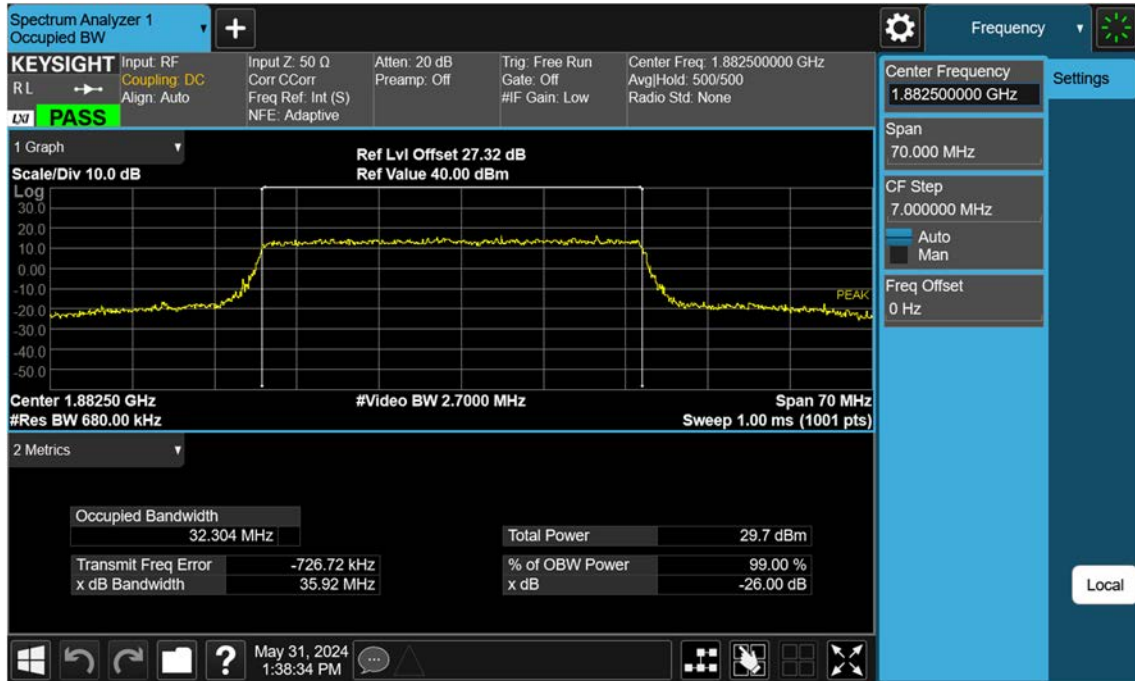 Spectrum Analyzer 1
Occupied BW
+
Frequency
KEYSIGHT
R L
LXI
PASS
Input: RF
Coupling: DC
Align: Auto
Input Z: 50 Ω
Corr CCorr
Freq Ref: Int (S)
NFE: Adaptive
Atten: 20 dB
Preamp: Off
Trig: Free Run
Gate: Off
#IF Gain: Low
Center Freq: 1.882500000 GHz
Avg|Hold: 500/500
Radio Std: None
Center Frequency
1.882500000 GHz
Settings
Span
70.000 MHz
CF Step
7.000000 MHz
Auto
Man
Freq Offset
0 Hz
Local
1 Graph
Scale/Div 10.0 dB
Ref Lvl Offset 27.32 dB
Ref Value 40.00 dBm
Log
30.0
20.0
10.0
0.00
-10.0
-20.0
-30.0
-40.0
-50.0
PEAK
Center 1.88250 GHz
#Video BW 2.7000 MHz
Span 70 MHz
#Res BW 680.00 kHz
Sweep 1.00 ms (1001 pts)
2 Metrics
Occupied Bandwidth
32.304 MHz
Total Power 29.7 dBm
Transmit Freq Error -726.72 kHz
% of OBW Power 99.00 %
x dB Bandwidth 35.92 MHz
x dB -26.00 dB
?
May 31, 2024
1:38:34 PM